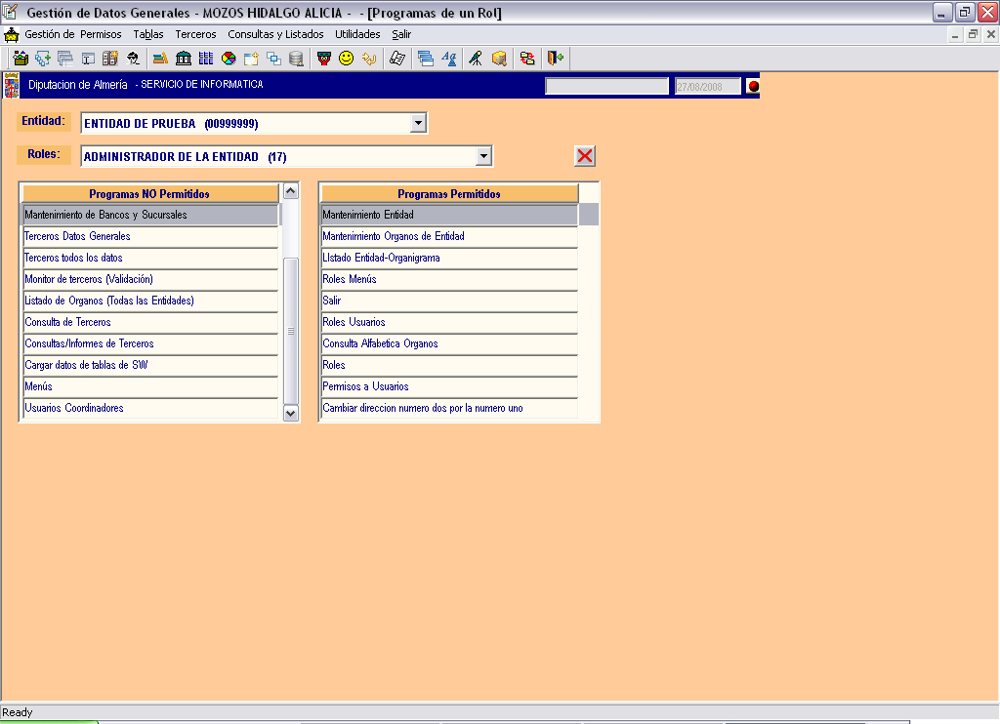 Gestión de Datos Generales - MOZOS HIDALGO ALICIA - - [Programas de un Rol]
Gestión de Permisos Tablas Terceros Consultas y Listados Utilidades Salir
Diputacion de Almería - SERVICIO DE INFORMATICA 27/08/2008
Entidad: ENTIDAD DE PRUEBA (00999999)
Roles: ADMINISTRADOR DE LA ENTIDAD (17)
Programas NO Permitidos Programas Permitidos
Mantenimiento de Bancos y Sucursales Mantenimiento Entidad
Terceros Datos Generales Mantenimiento Organos de Entidad
Terceros todos los datos LIstado Entidad-Organigrama
Monitor de terceros (Validación) Roles Menús
Listado de Organos (Todas las Entidades) Salir
Consulta de Terceros Roles Usuarios
Consultas/Informes de Terceros Consulta Alfabetica Organos
Cargar datos de tablas de SW Roles
Menús Permisos a Usuarios
Usuarios Coordinadores Cambiar direccion numero dos por la numero uno
Ready